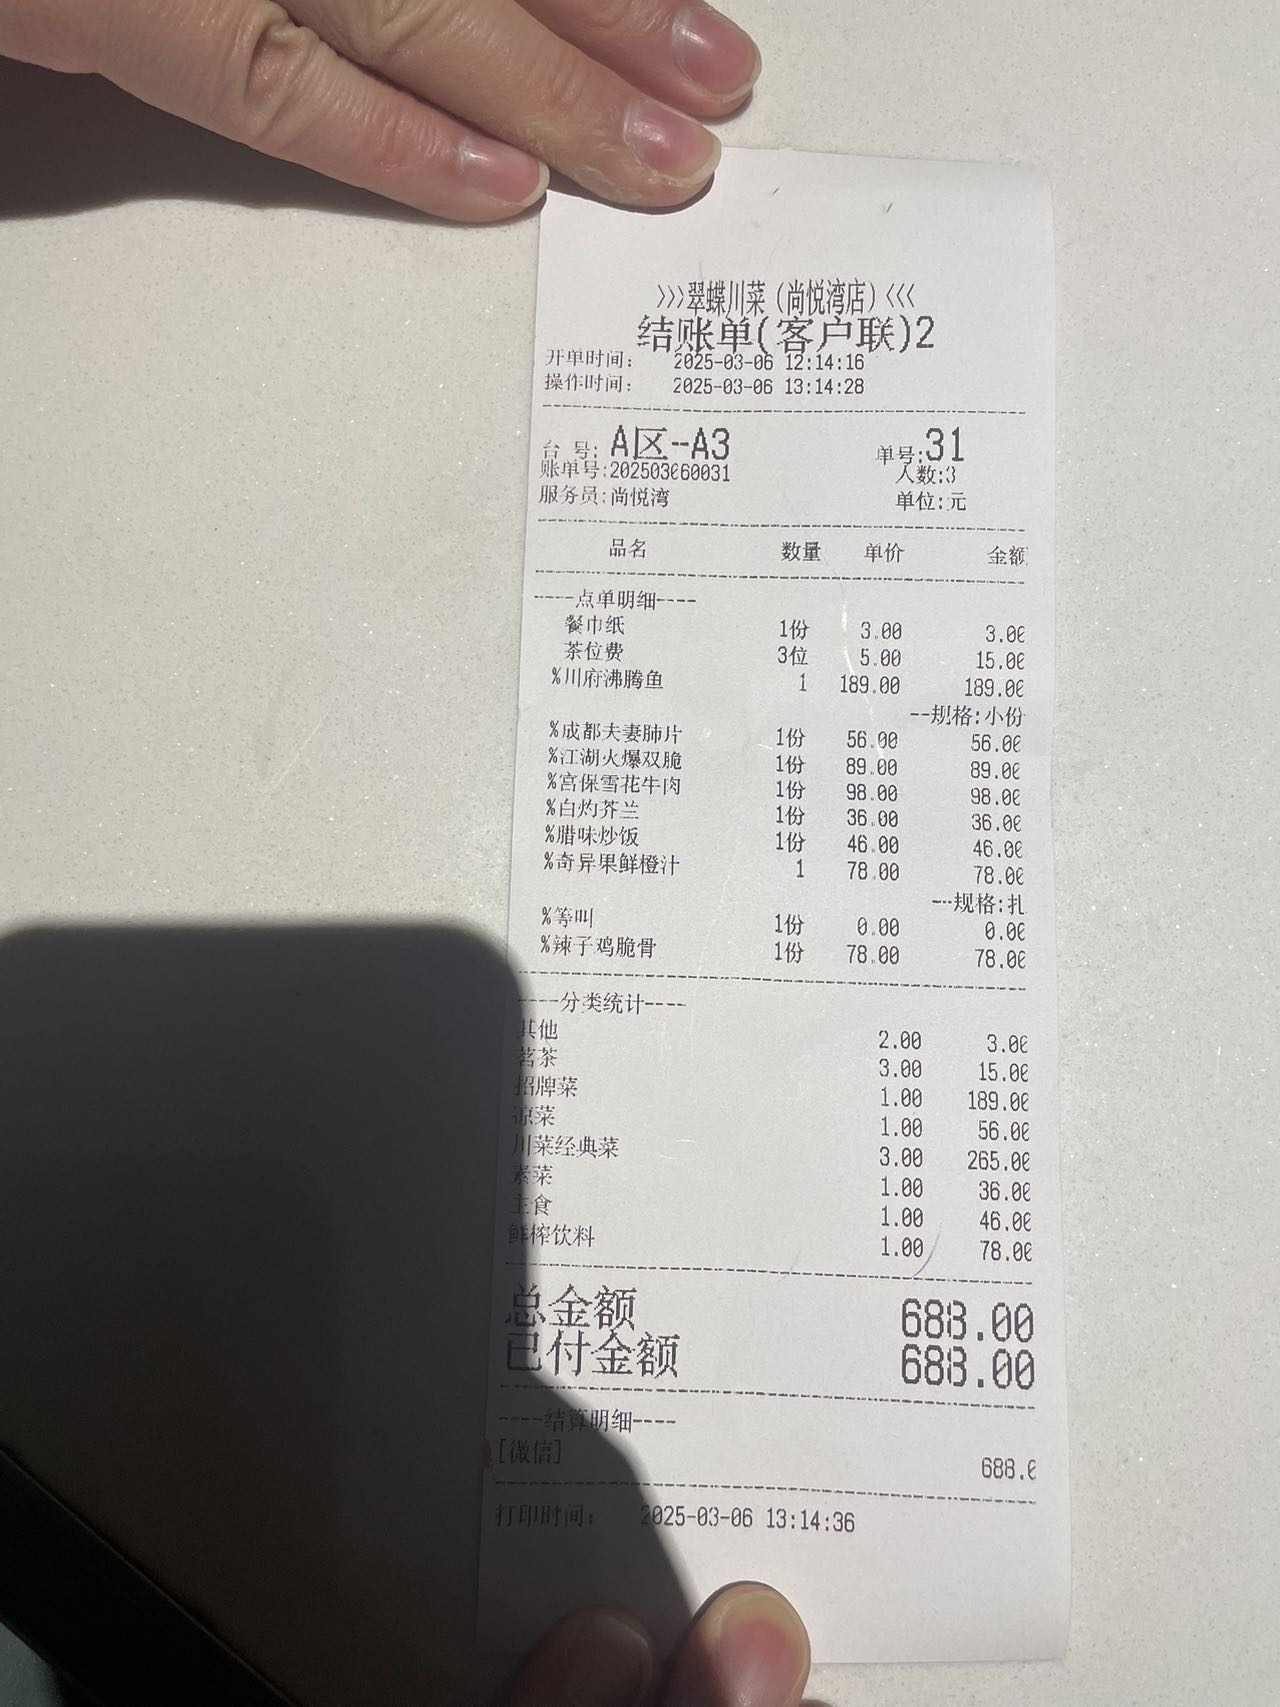 >>>翠蝶川菜(尚悦湾店)<<<
结账单(客户联)2
开单时间: 2025-03-06 12:14:16
操作时间: 2025-03-06 13:14:28
台 号: A区-A3 单号:31
账单号:202503060031 人数:3
服务员:尚悦湾 单位:元
品名 数量 单价 金额
----点单明细----
餐巾纸 1份 3.00 3.00
茶位费 3位 5.00 15.00
%川府沸腾鱼 1 189.00 189.00
--规格:小份
%成都夫妻肺片 1份 56.00 56.00
%江湖火爆双脆 1份 89.00 89.00
%宫保雪花牛肉 1份 98.00 98.00
%白灼芥兰 1份 36.00 36.00
%腊味炒饭 1份 46.00 46.00
%奇异果鲜橙汁 1 78.00 78.00
--规格:扎
%等叫 1份 0.00 0.00
%辣子鸡脆骨 1份 78.00 78.00
----分类统计----
其他 2.00 3.00
茗茶 3.00 15.00
招牌菜 1.00 189.00
凉菜 1.00 56.00
川菜经典菜 3.00 265.00
素菜 1.00 36.00
主食 1.00 46.00
鲜榨饮料 1.00 78.00
总金额 688.00
已付金额 688.00
----结算明细----
[微信] 688.0
打印时间: 2025-03-06 13:14:36